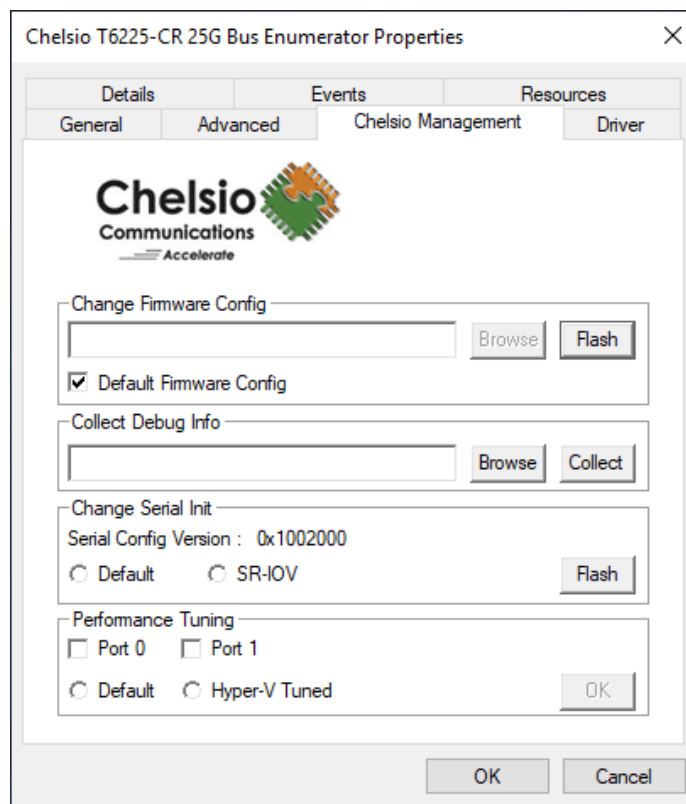 Chelsio T6225-CR 25G Bus Enumerator Properties
Details Events Resources
General Advanced Chelsio Management Driver
Chelsio
Communications
Accelerate
Change Firmware Config
Browse Flash
Default Firmware Config
Collect Debug Info
Browse Collect
Change Serial Init
Serial Config Version : 0x1002000
Default SR-IOV Flash
Performance Tuning
Port 0 Port 1
Default Hyper-V Tuned OK
OK Cancel